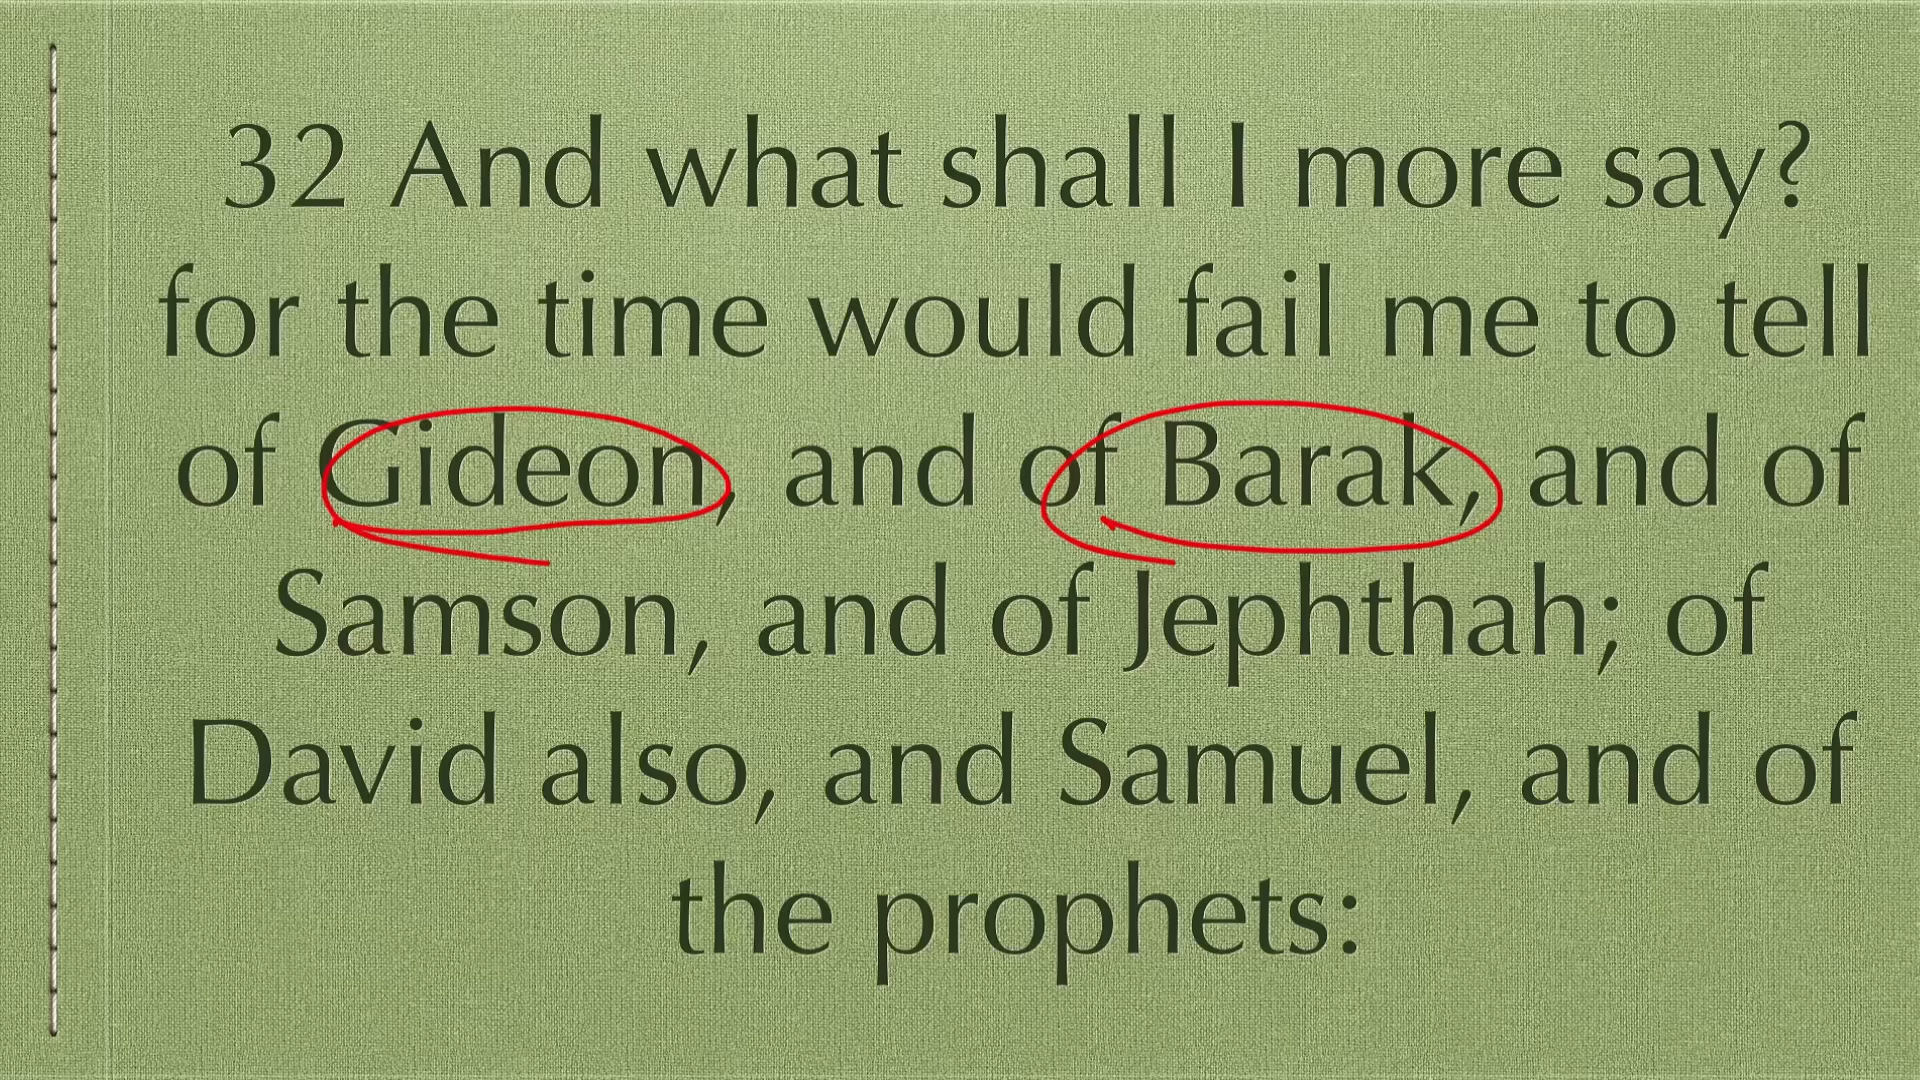 32 And what shall I more say?
for the time would fail me to tell
of Gideon, and of Barak, and of
Samson, and of Jephthah; of
David also, and Samuel, and of
the prophets: